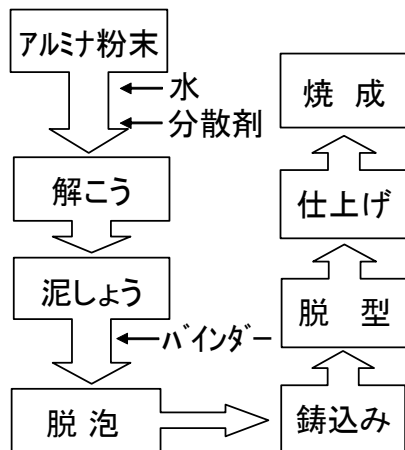 アルミナ粉末
水
分散剤
解こう
泥しょう
バインダー
脱泡
鋳込み
脱型
仕上げ
焼成